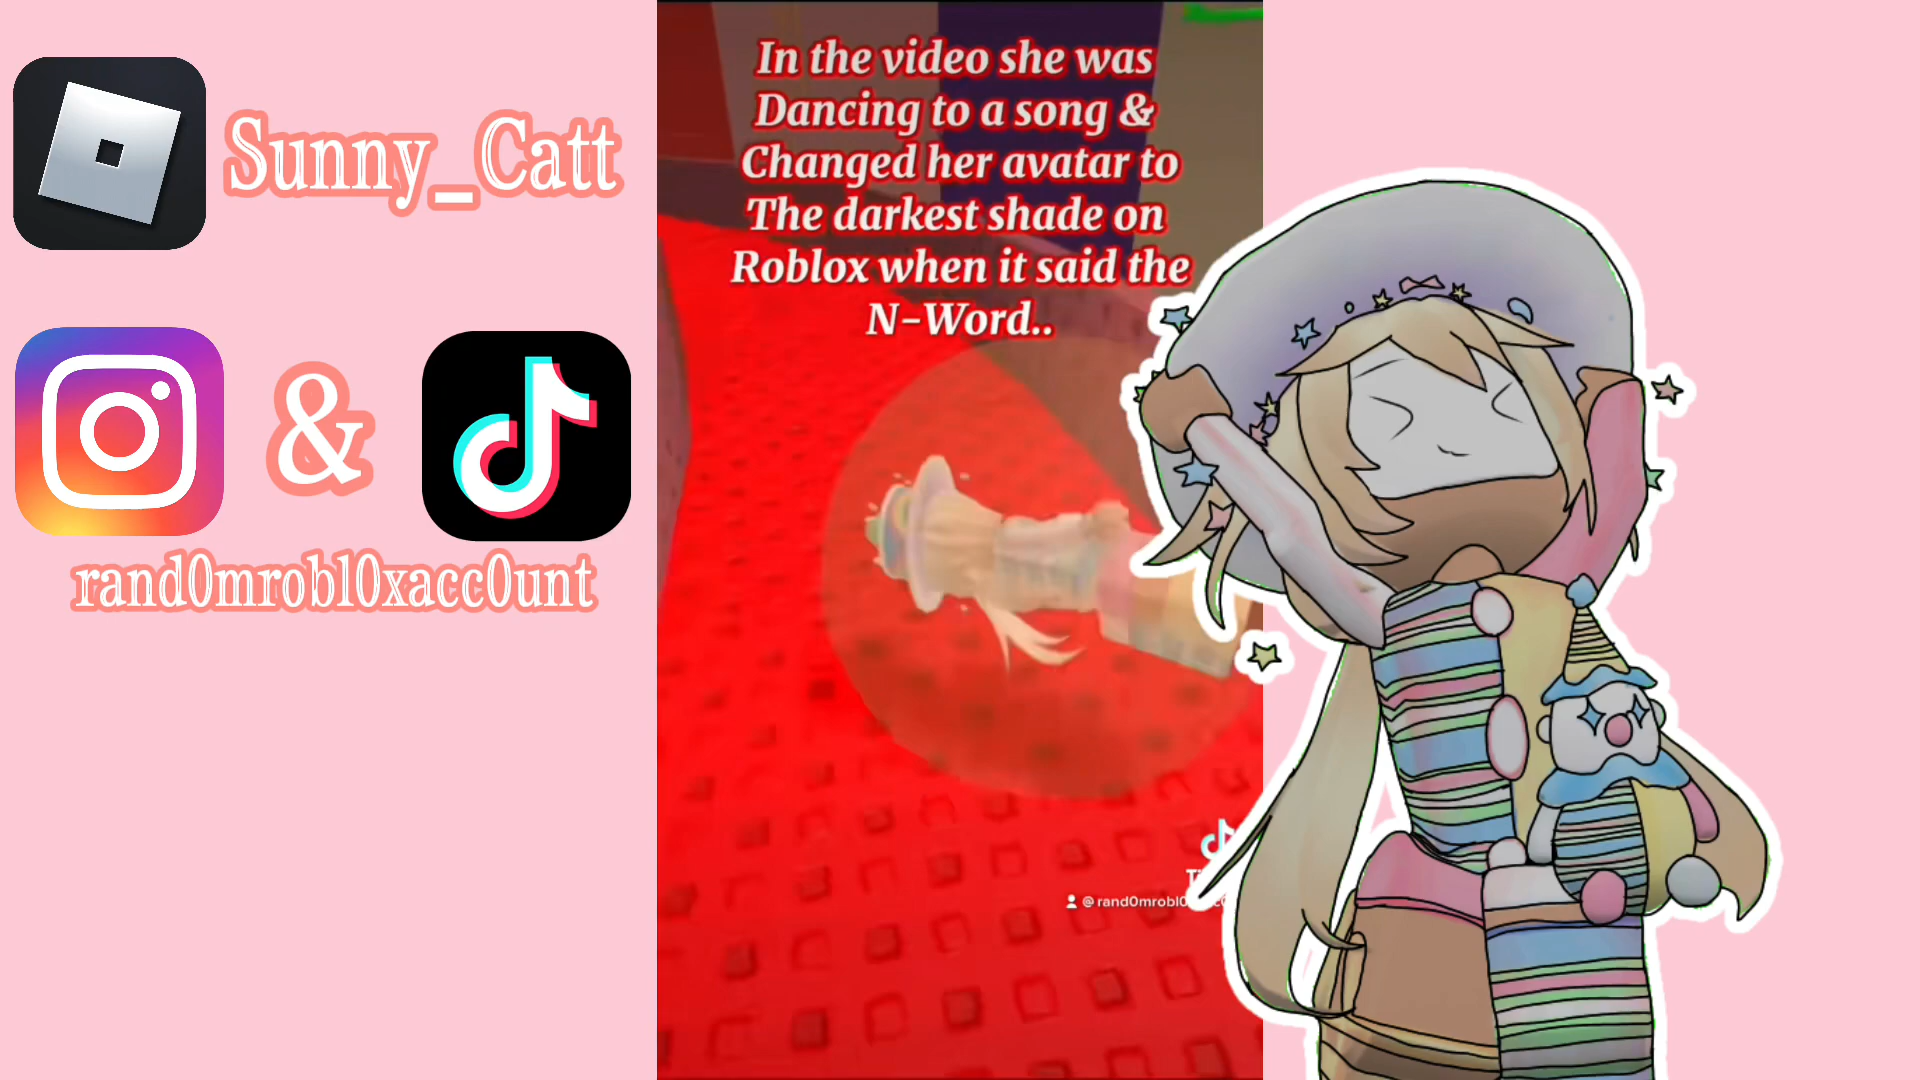 Sunny_Catt
&
rand0mrobl0xacc0unt
In the video she was
Dancing to a song &
Changed her avatar to
The darkest shade on
Roblox when it said the
N-Word..
@rand0mrobl0